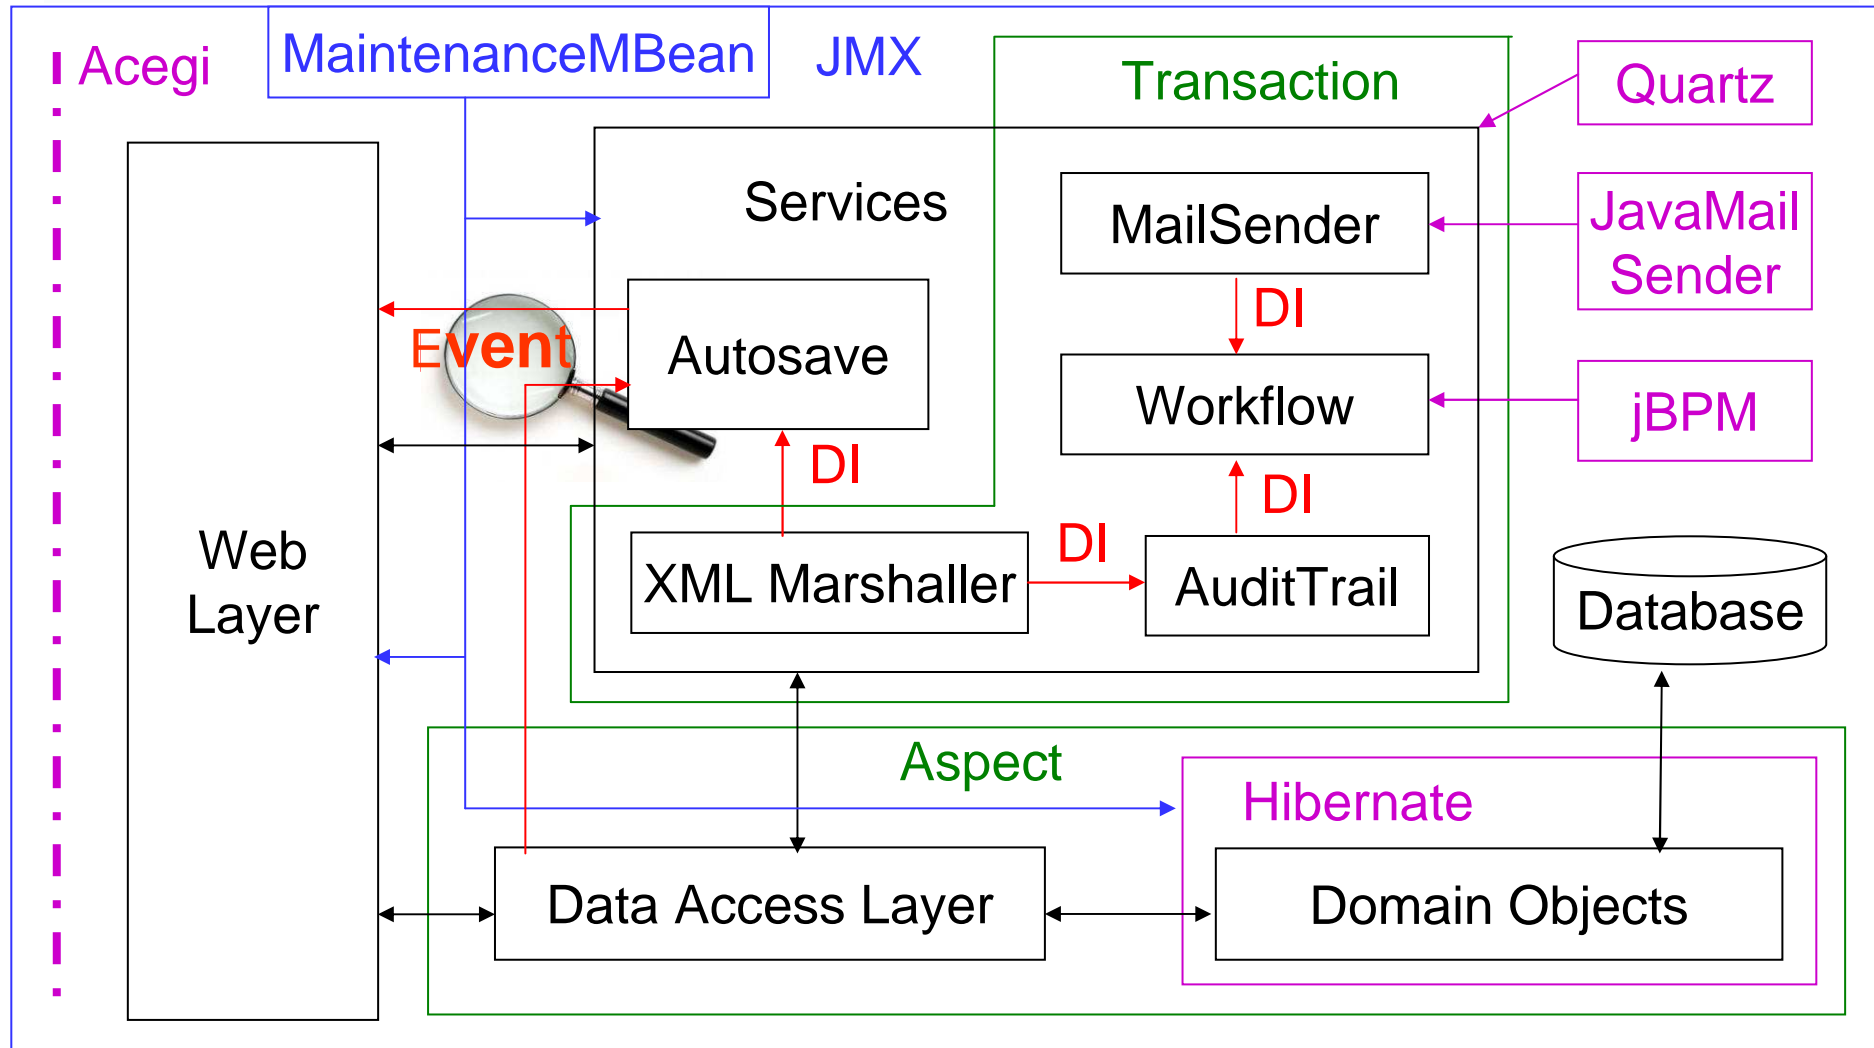 Acegi
MaintenanceMBean
JMX
Transaction
Quartz
Services
MailSender
JavaMail
Sender
DI
Event
Autosave
Workflow
jBPM
DI
DI
Web
Layer
XML Marshaller
DI
AuditTrail
Database
Aspect
Hibernate
Data Access Layer
Domain Objects